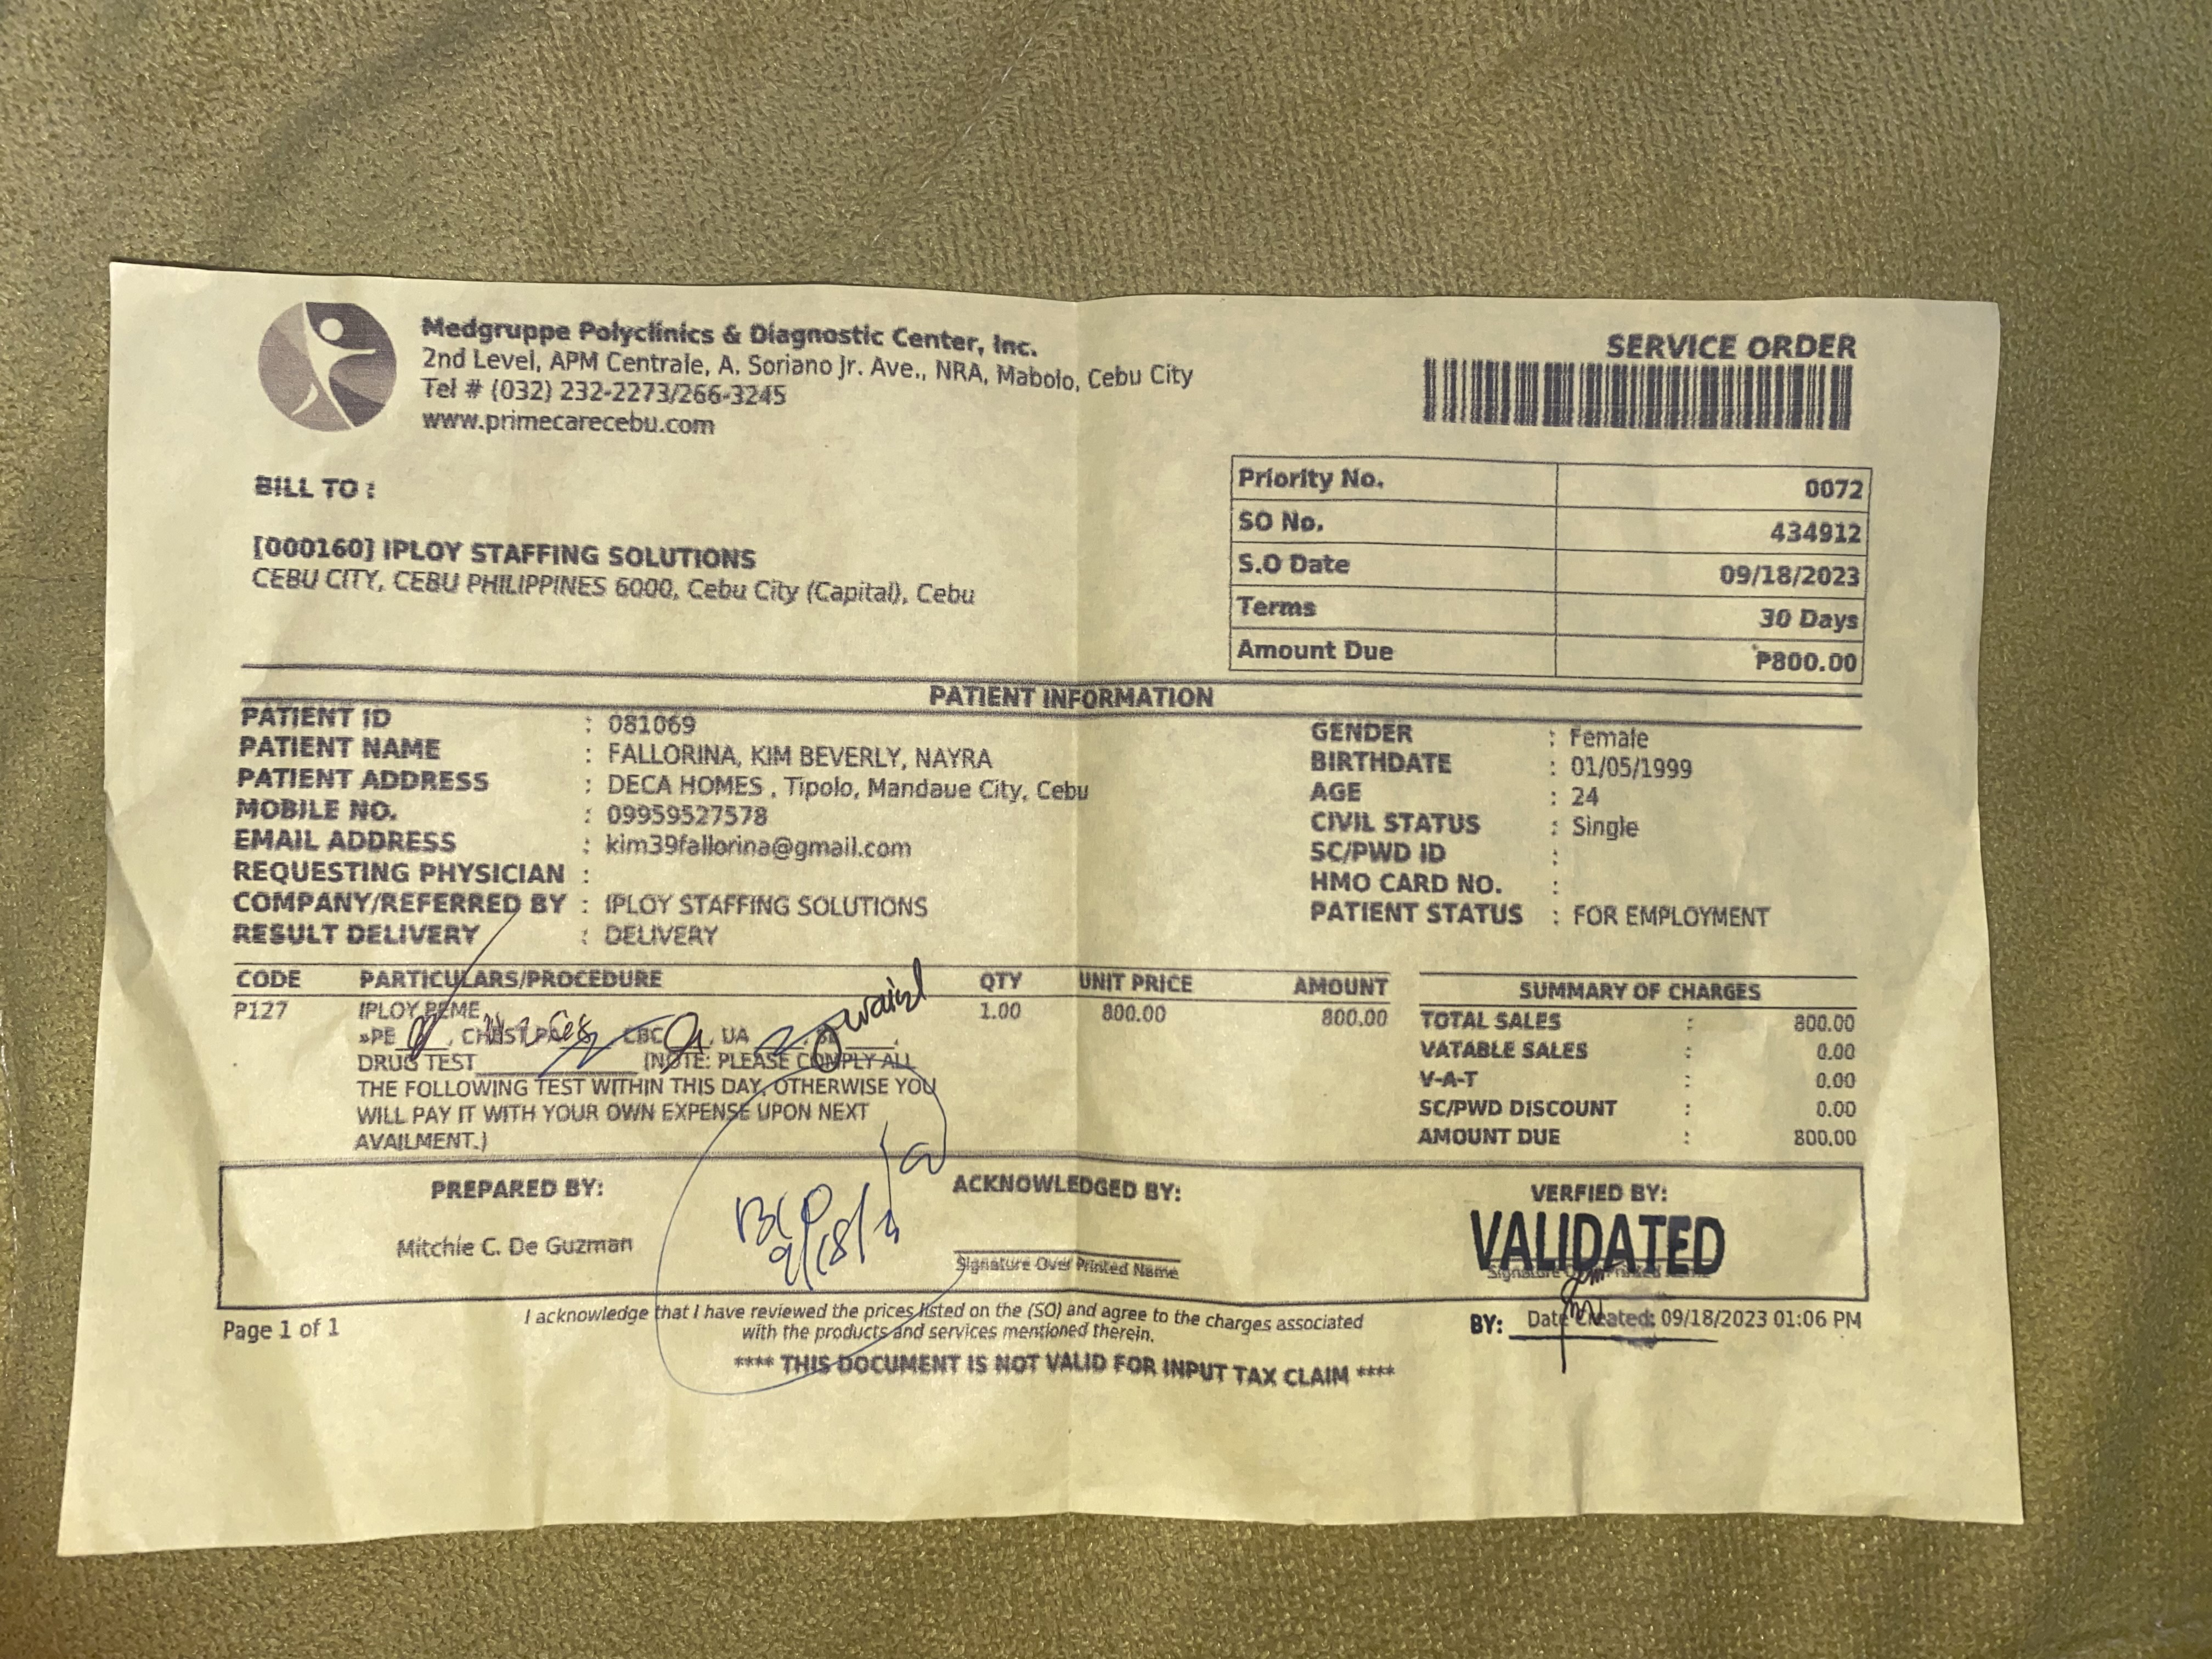 Medgruppe Polyclinics & Diagnostic Center, Inc.
2nd Level, APM Centrale, A. Soriano Jr. Ave., NRA, Mabolo, Cebu City
Tel # (032) 232-2273/266-3245
www.primecarecebu.com
SERVICE ORDER
BILL TO :
[000160] IPLOY STAFFING SOLUTIONS
CEBU CITY, CEBU PHILIPPINES 6000, Cebu City (Capital), Cebu
Priority No. 0072
SO No. 434912
S.O Date 09/18/2023
Terms 30 Days
Amount Due ₱800.00
PATIENT INFORMATION
PATIENT ID : 081069
PATIENT NAME : FALLORINA, KIM BEVERLY, NAYRA
PATIENT ADDRESS : DECA HOMES , Tipolo, Mandaue City, Cebu
MOBILE NO. : 09959527578
EMAIL ADDRESS : kim39fallorina@gmail.com
REQUESTING PHYSICIAN :
COMPANY/REFERRED BY : IPLOY STAFFING SOLUTIONS
RESULT DELIVERY : DELIVERY
GENDER : Female
BIRTHDATE : 01/05/1999
AGE : 24
CIVIL STATUS : Single
SC/PWD ID :
HMO CARD NO. :
PATIENT STATUS : FOR EMPLOYMENT
CODE PARTICULARS/PROCEDURE QTY UNIT PRICE AMOUNT
P127 IPLOY PEME 1.00 800.00 800.00
»PE , CHEST PA , CBC , UA ,
DRUG TEST (NOTE: PLEASE COMPLY ALL
THE FOLLOWING TEST WITHIN THIS DAY, OTHERWISE YOU
WILL PAY IT WITH YOUR OWN EXPENSE UPON NEXT
AVAILMENT.)
SUMMARY OF CHARGES
TOTAL SALES : 800.00
VATABLE SALES : 0.00
V-A-T : 0.00
SC/PWD DISCOUNT : 0.00
AMOUNT DUE : 800.00
PREPARED BY:
Mitchie C. De Guzman
ACKNOWLEDGED BY:
Signature Over Printed Name
VERFIED BY:
VALIDATED
Signature Over Printed Name
I acknowledge that I have reviewed the prices listed on the (SO) and agree to the charges associated
with the products and services mentioned therein.
Page 1 of 1
BY: Date Created: 09/18/2023 01:06 PM
**** THIS DOCUMENT IS NOT VALID FOR INPUT TAX CLAIM ****